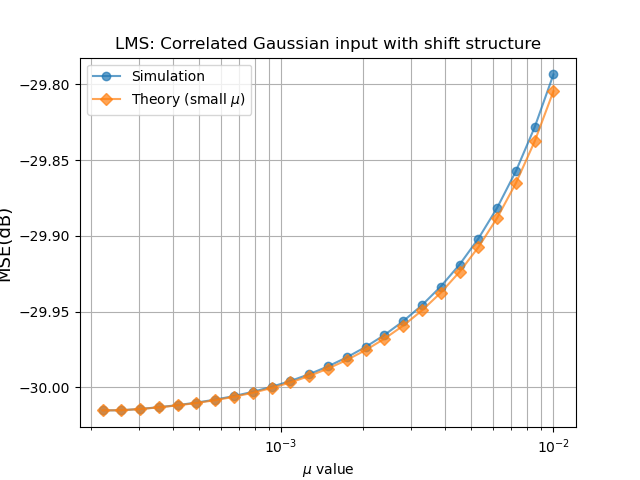 LMS: Correlated Gaussian input with shift structure
Simulation
Theory (small μ)
MSE(dB)
−29.80
−29.85
−29.90
−29.95
−30.00
10⁻³
10⁻²
μ value